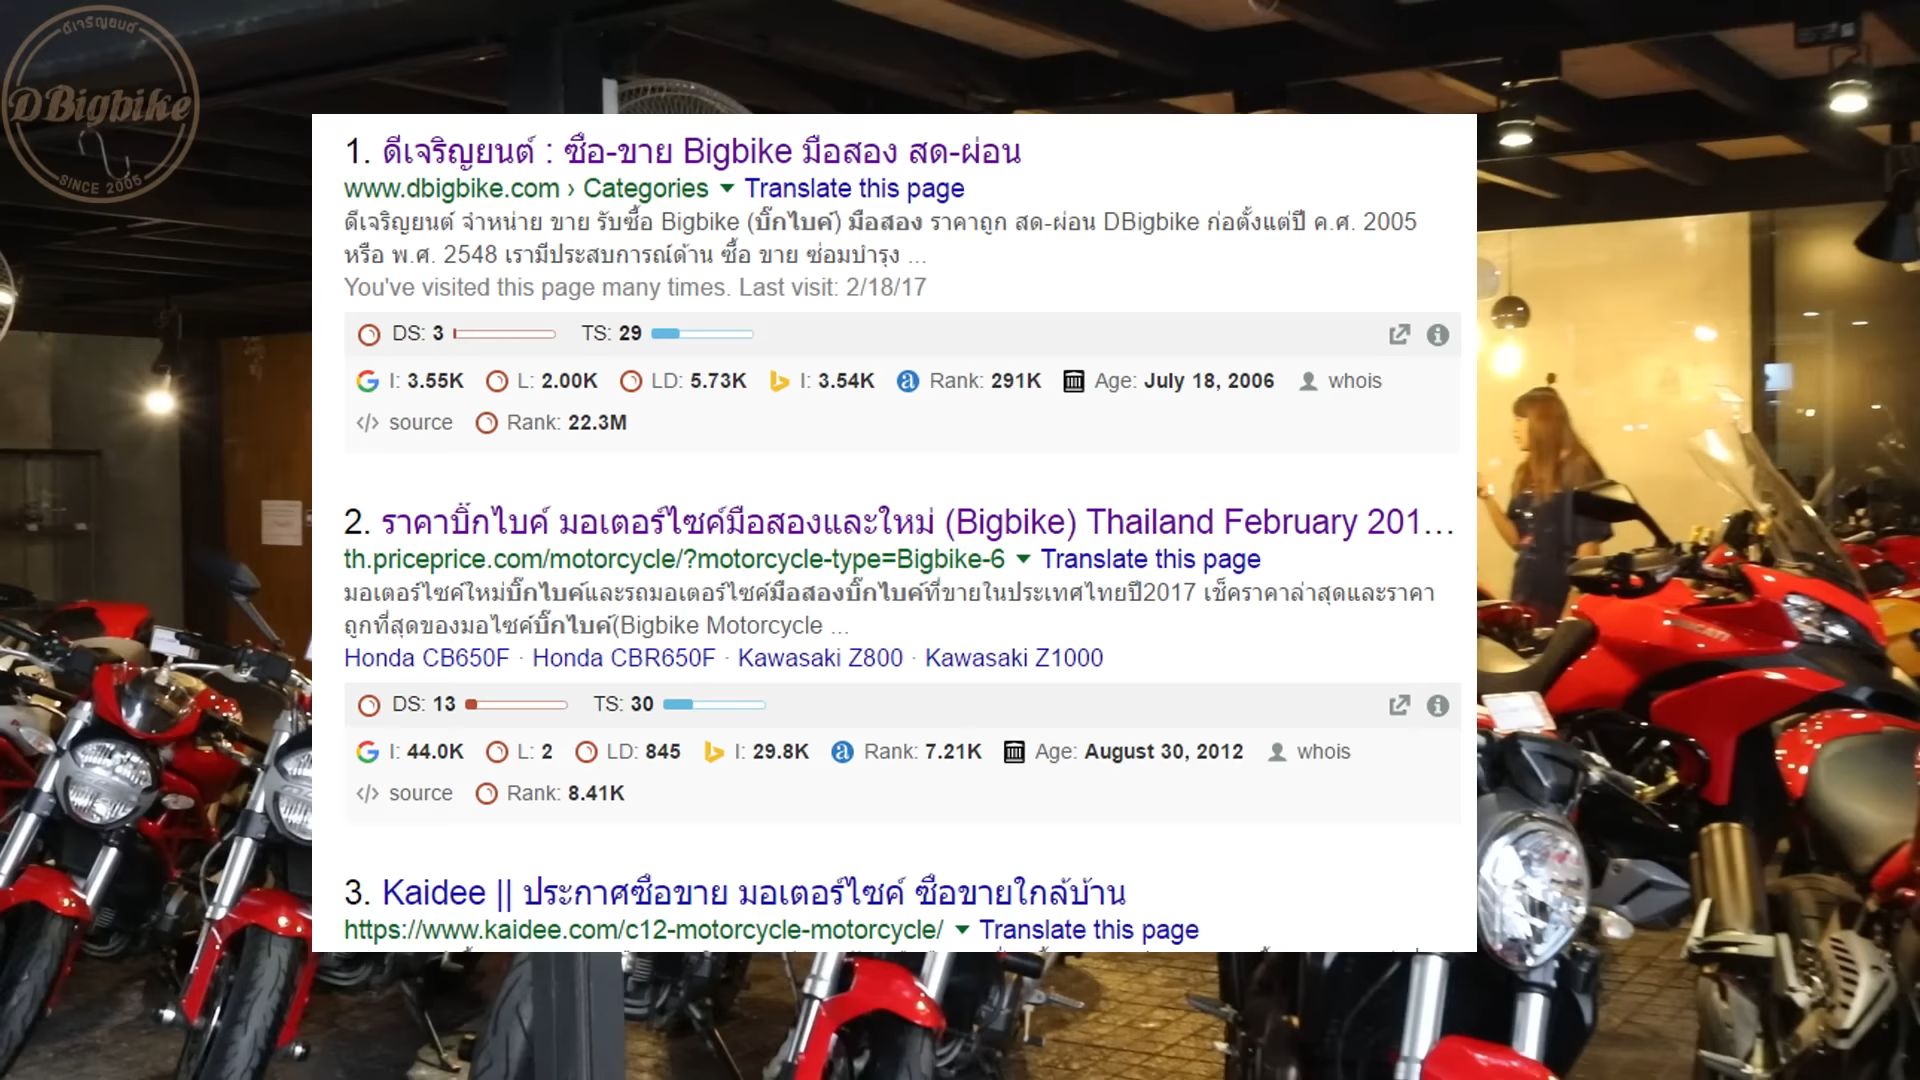 ดีเจริญยนต์
DBigbike
SINCE 2005
1. ดีเจริญยนต์ : ซื้อ-ขาย Bigbike มือสอง สด-ผ่อน
www.dbigbike.com › Categories ▼ Translate this page
ดีเจริญยนต์ จำหน่าย ขาย รับซื้อ Bigbike (บิ๊กไบค์) มือสอง ราคาถูก สด-ผ่อน DBigbike ก่อตั้งแต่ปี ค.ศ. 2005
หรือ พ.ศ. 2548 เรามีประสบการณ์ด้าน ซื้อ ขาย ซ่อมบำรุง ...
You've visited this page many times. Last visit: 2/18/17
DS: 3 TS: 29
I: 3.55K L: 2.00K LD: 5.73K I: 3.54K Rank: 291K Age: July 18, 2006 whois
</> source Rank: 22.3M
2. ราคาบิ๊กไบค์ มอเตอร์ไซค์มือสองและใหม่ (Bigbike) Thailand February 201...
th.priceprice.com/motorcycle/?motorcycle-type=Bigbike-6 ▼ Translate this page
มอเตอร์ไซค์ใหม่บิ๊กไบค์และรถมอเตอร์ไซค์มือสองบิ๊กไบค์ที่ขายในประเทศไทยปี2017 เช็คราคาล่าสุดและราคา
ถูกที่สุดของมอไซค์บิ๊กไบค์(Bigbike Motorcycle ...
Honda CB650F · Honda CBR650F · Kawasaki Z800 · Kawasaki Z1000
DS: 13 TS: 30
I: 44.0K L: 2 LD: 845 I: 29.8K Rank: 7.21K Age: August 30, 2012 whois
</> source Rank: 8.41K
3. Kaidee || ประกาศซื้อขาย มอเตอร์ไซค์ ซื้อขายใกล้บ้าน
https://www.kaidee.com/c12-motorcycle-motorcycle/ ▼ Translate this page
DUCATI